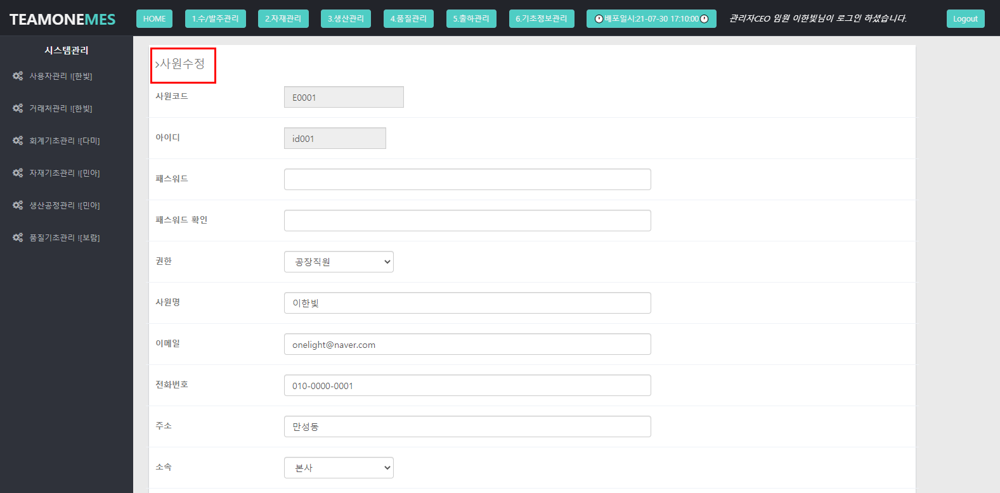 TEAMONEMES
HOME
1.수/발주관리
2.자재관리
3.생산관리
4.품질관리
5.출하관리
6.기초정보관리
배포일시:21-07-30 17:10:00
관리자CEO 임원 이한빛님이 로그인 하셨습니다.
Logout
시스템관리
사용자관리 ![한빛]
거래처관리 ![한빛]
회계기초관리 ![다미]
자재기초관리 ![민아]
생산공정관리 ![민아]
품질기초관리 ![보람]
>사원수정
사원코드
E0001
아이디
id001
패스워드
패스워드 확인
권한
공장직원
사원명
이한빛
이메일
onelight@naver.com
전화번호
010-0000-0001
주소
만성동
소속
본사